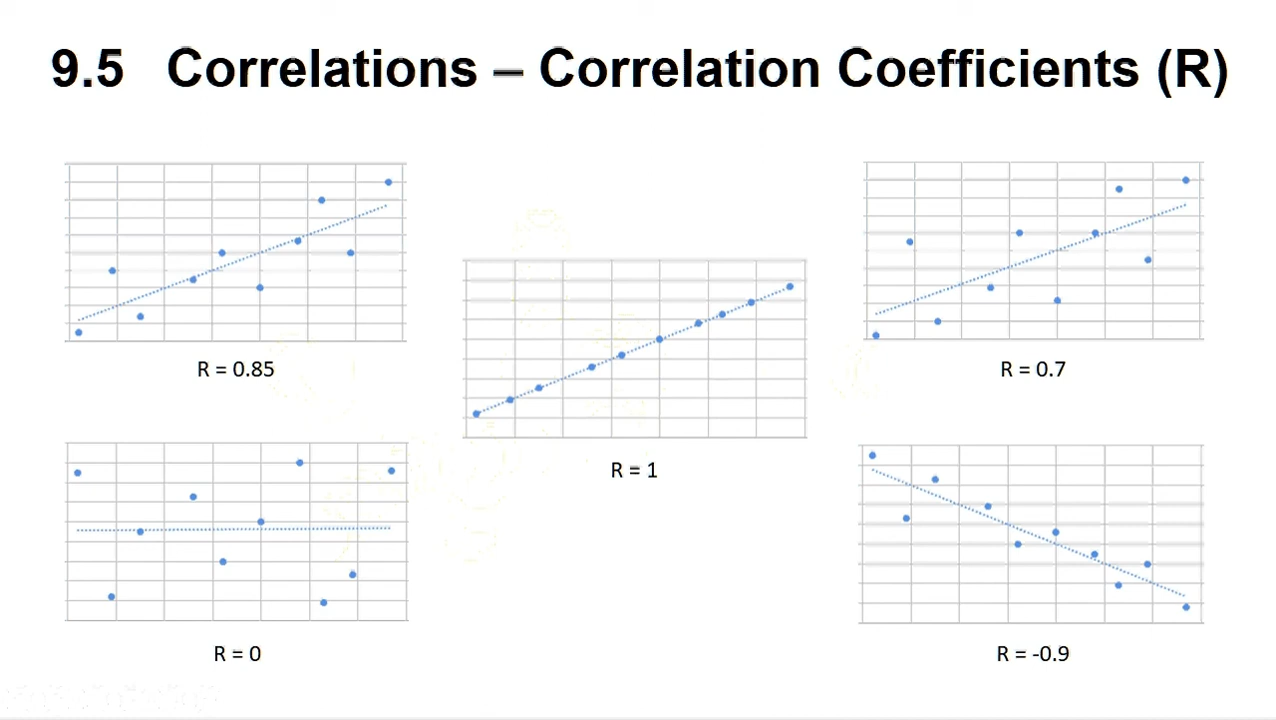 9.5 Correlations – Correlation Coefficients (R)
R = 0.85
R = 1
R = 0.7
R = 0
R = -0.9